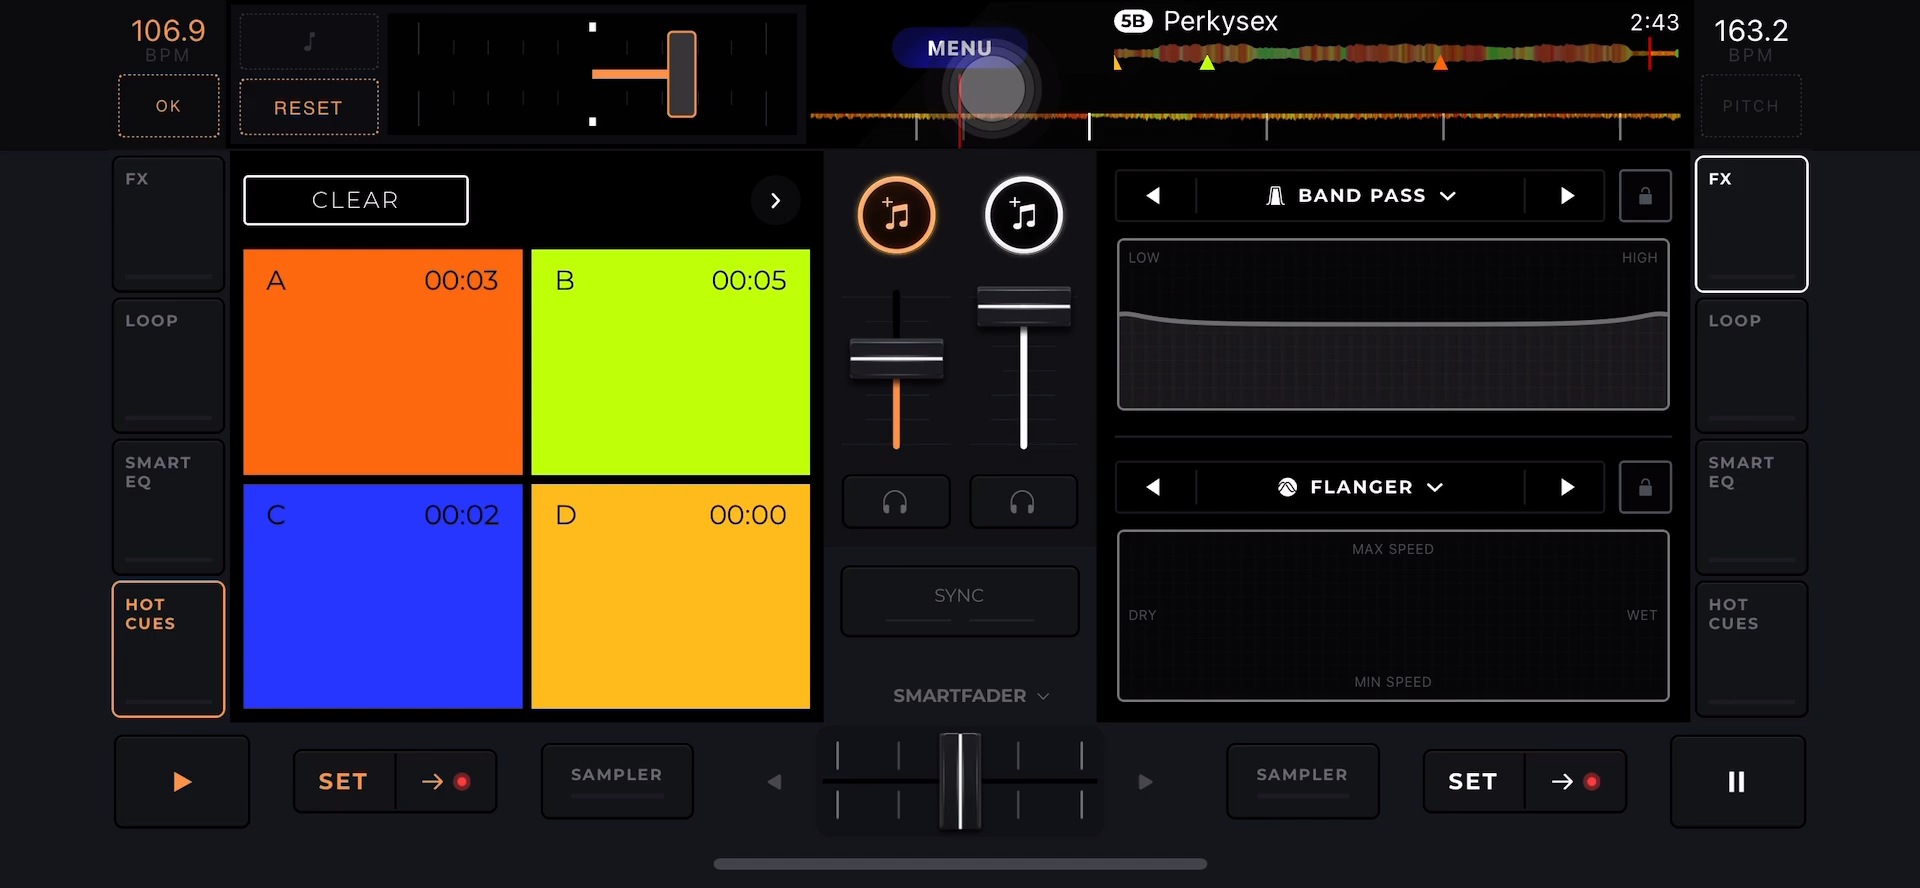 106.9
BPM
OK
RESET
MENU
5B Perkysex 2:43
163.2
BPM
PITCH
FX
LOOP
SMART
EQ
HOT
CUES
CLEAR
A 00:03
B 00:05
C 00:02
D 00:00
SYNC
SMARTFADER
BAND PASS
LOW HIGH
FLANGER
MAX SPEED
DRY WET
MIN SPEED
FX
LOOP
SMART
EQ
HOT
CUES
SET
SAMPLER
SAMPLER
SET